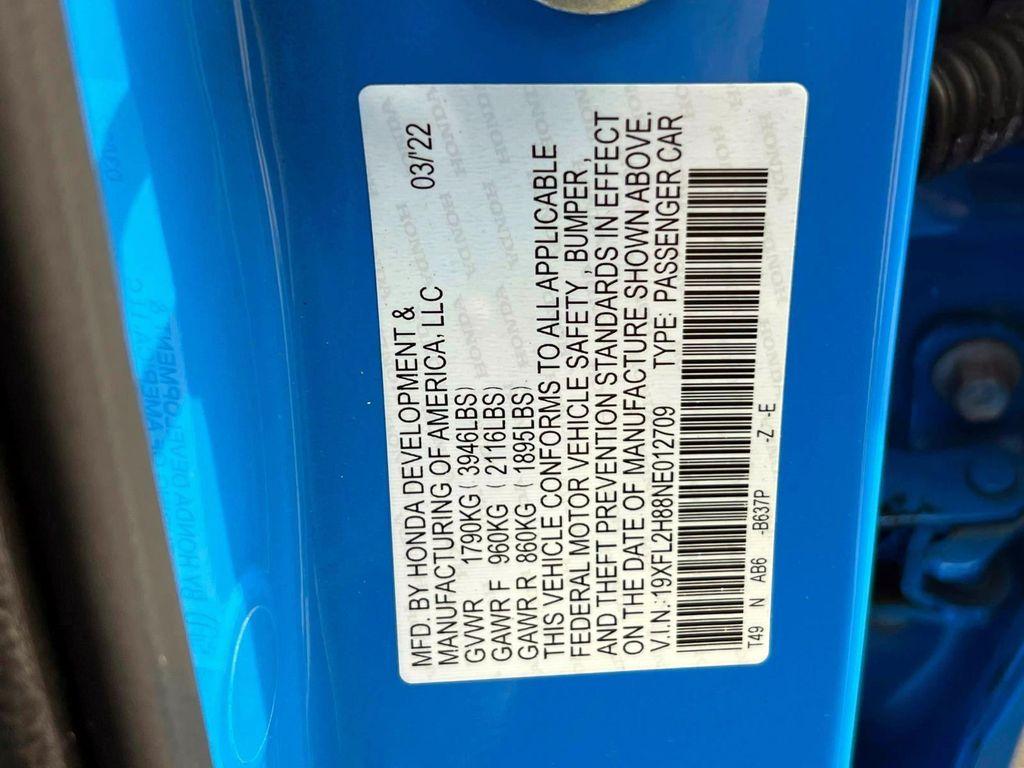 MFD. BY HONDA DEVELOPMENT &
MANUFACTURING OF AMERICA, LLC 03/'22
GVWR 1790KG ( 3946LBS)
GAWR F 960KG ( 2116LBS)
GAWR R 860KG ( 1895LBS)
THIS VEHICLE CONFORMS TO ALL APPLICABLE
FEDERAL MOTOR VEHICLE SAFETY, BUMPER,
AND THEFT PREVENTION STANDARDS IN EFFECT
ON THE DATE OF MANUFACTURE SHOWN ABOVE.
V.I.N.: 19XFL2H88NE012709 TYPE: PASSENGER CAR
T49 N AB6 -B637P -Z -E